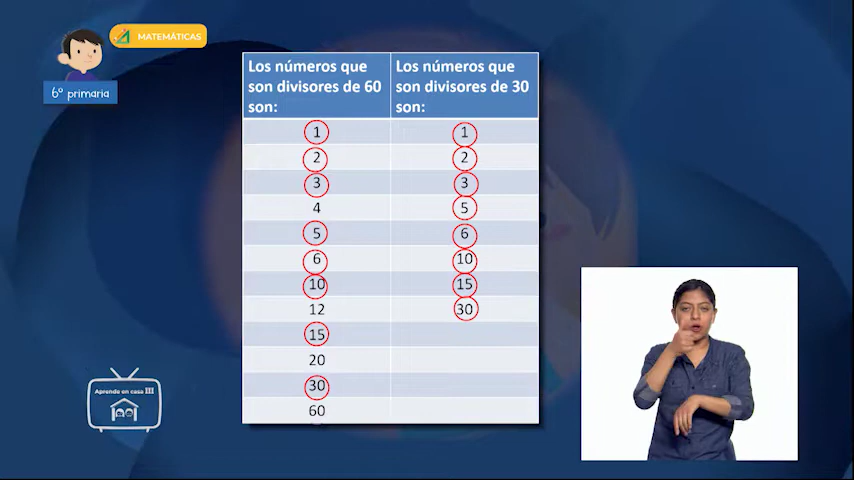 MATEMÁTICAS
6º primaria
Los números que
son divisores de 60
son:
Los números que
son divisores de 30
son:
1 1
2 2
3 3
4 5
5 6
6 10
10 15
12 30
15
20
30
60
Aprende en casa III